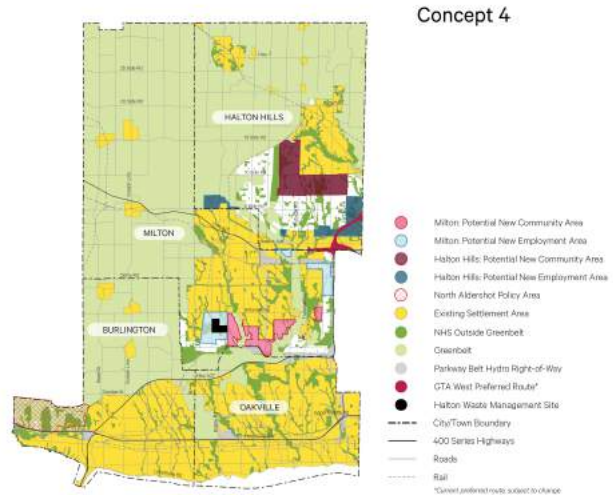 Concept 4
HALTON HILLS
MILTON
BURLINGTON
OAKVILLE
Milton: Potential New Community Area
Milton: Potential New Employment Area
Halton Hills: Potential New Community Area
Halton Hills: Potential New Employment Area
North Aldershot Policy Area
Existing Settlement Area
NHS Outside Greenbelt
Greenbelt
Parkway Belt Hydro Right-of-Way
GTA West Preferred Route*
Halton Waste Management Site
City/Town Boundary
400 Series Highways
Roads
Rail
*Current preferred route, subject to change